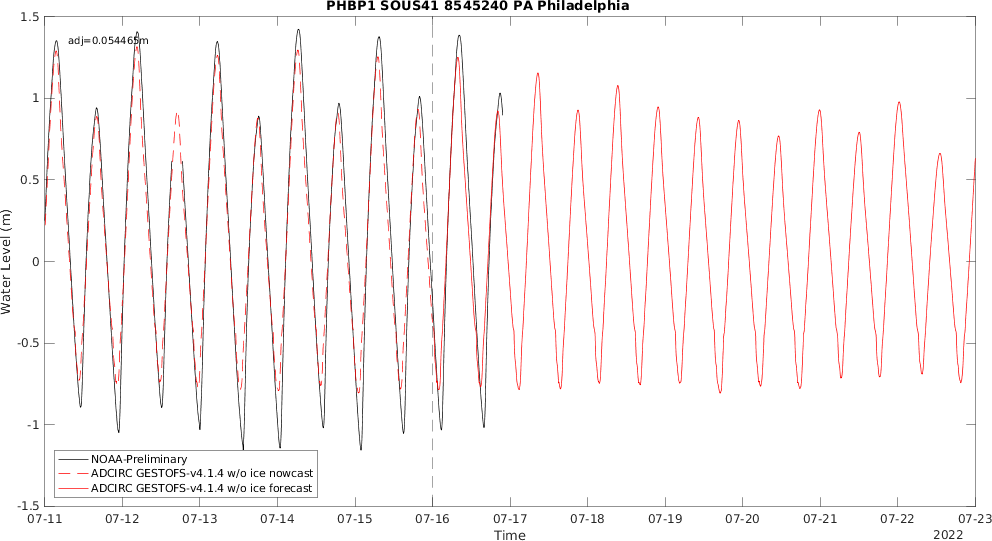 PHBP1 SOUS41 8545240 PA Philadelphia
adj=0.054465m
1.5
1
0.5
0
-0.5
-1
-1.5
Water Level (m)
NOAA-Preliminary
ADCIRC GESTOFS-v4.1.4 w/o ice nowcast
ADCIRC GESTOFS-v4.1.4 w/o ice forecast
07-11 07-12 07-13 07-14 07-15 07-16 07-17 07-18 07-19 07-20 07-21 07-22 07-23
Time
2022